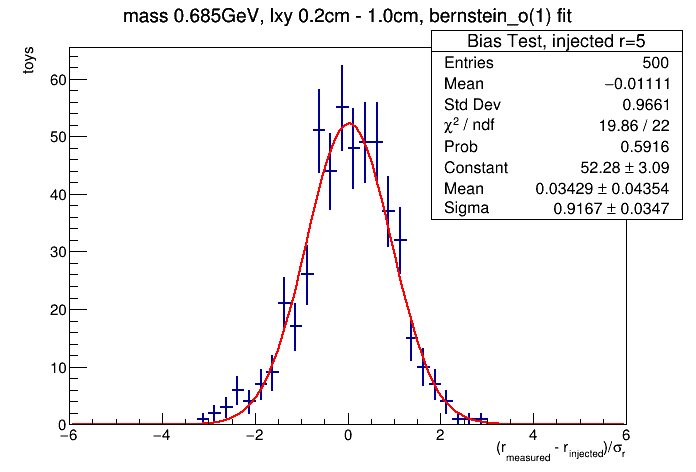 mass 0.685GeV, lxy 0.2cm - 1.0cm, bernstein_o(1) fit
Bias Test, injected r=5
Entries 500
Mean −0.01111
Std Dev 0.9661
χ² / ndf 19.86 / 22
Prob 0.5916
Constant 52.28 ± 3.09
Mean 0.03429 ± 0.04354
Sigma 0.9167 ± 0.0347
toys
60
50
40
30
20
10
0
−6 −4 −2 0 2 4 6
(r_measured - r_injected)/σ_r